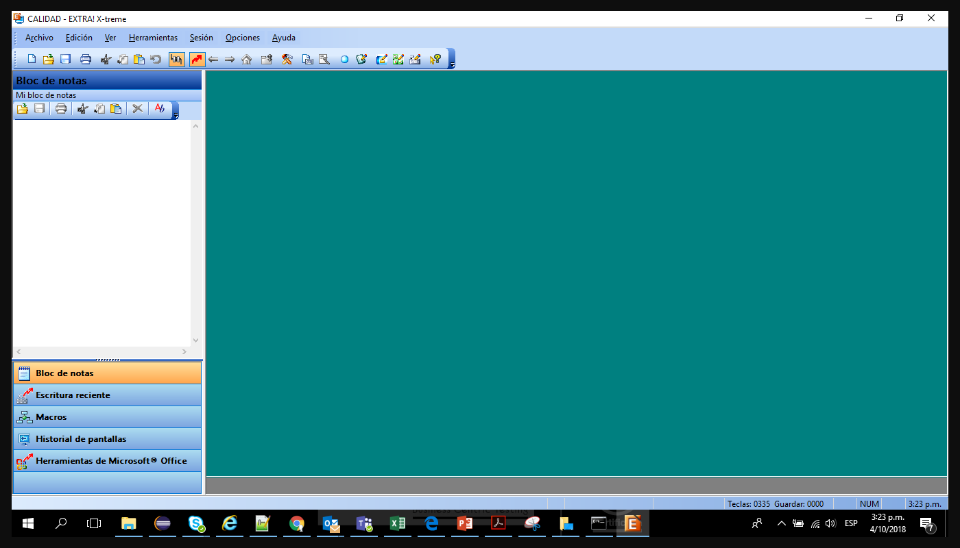 CALIDAD - EXTRA! X-treme
Archivo Edición Ver Herramientas Sesión Opciones Ayuda
Bloc de notas
Mi bloc de notas
Bloc de notas
Escritura reciente
Macros
Historial de pantallas
Herramientas de Microsoft® Office
Teclas: 0335 Guardar: 0000 NUM 3:23 p.m.
ESP
3:23 p.m.
4/10/2018